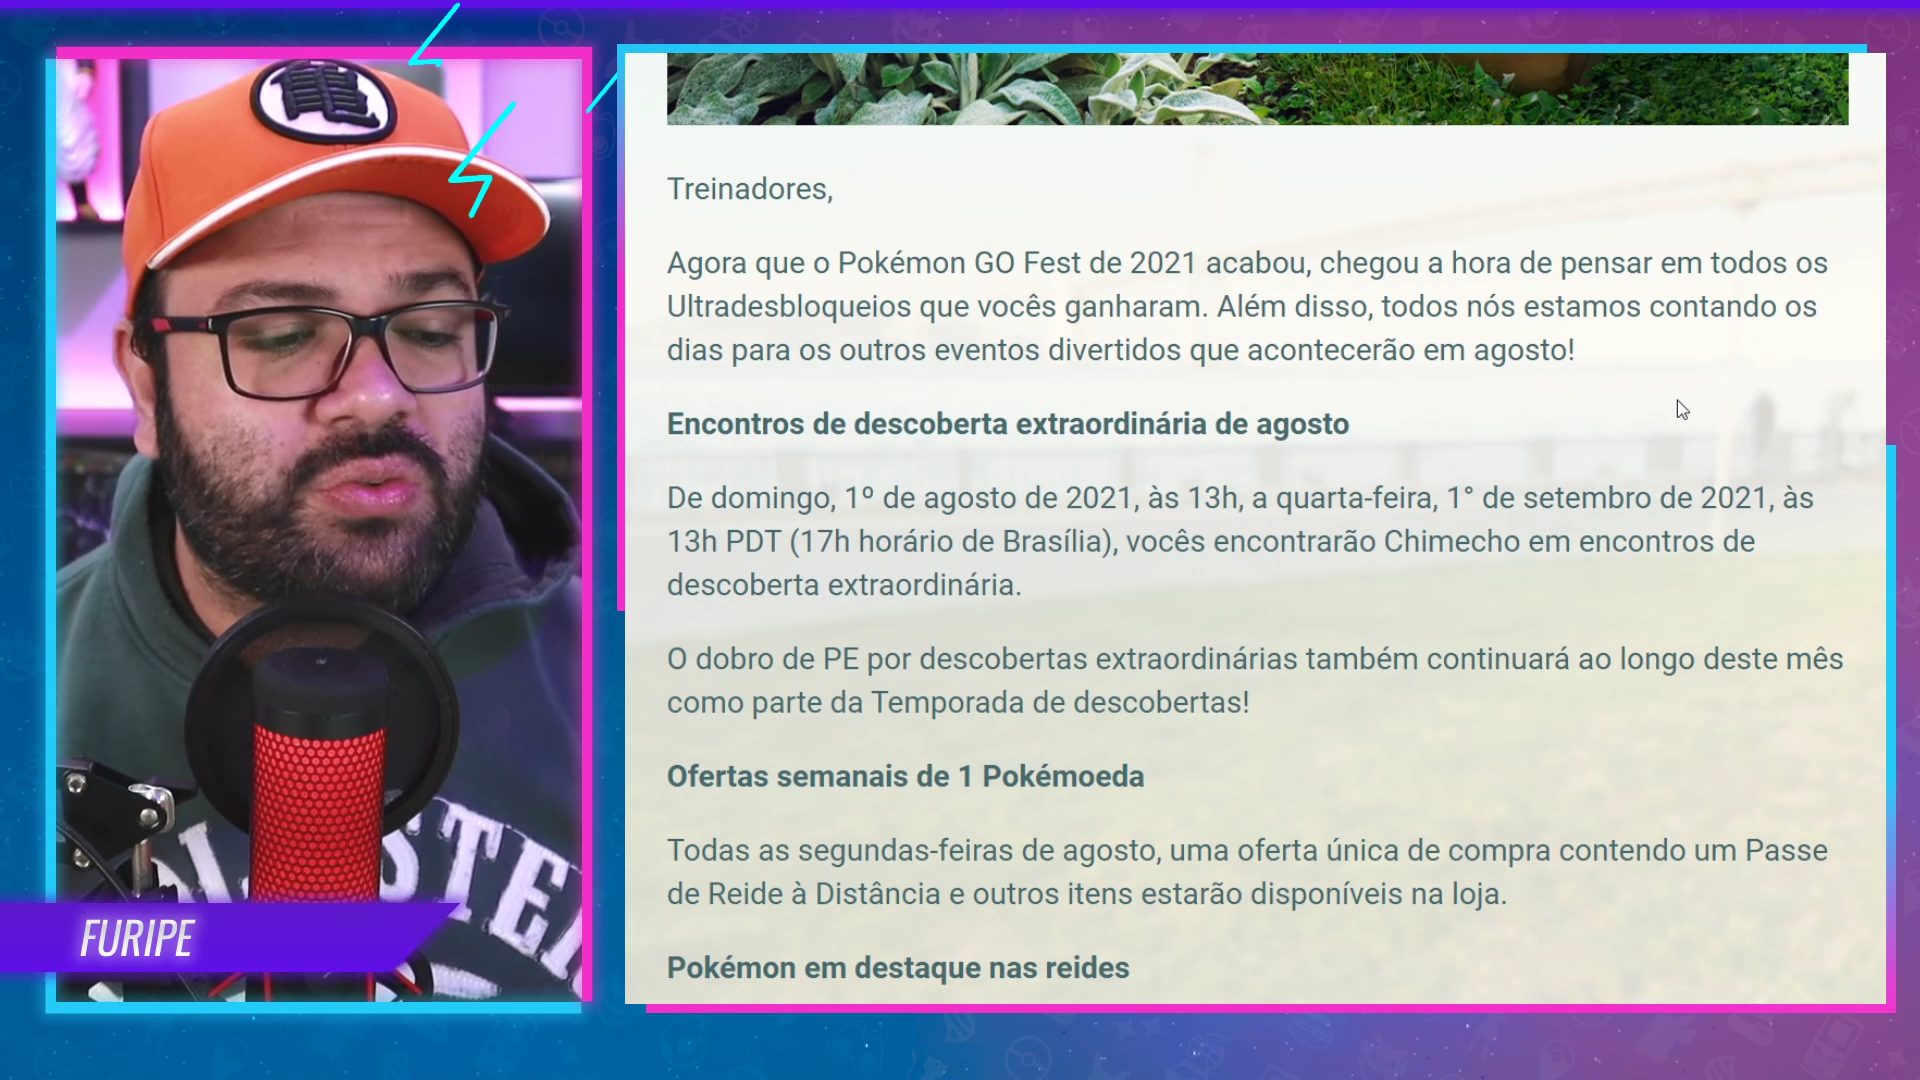 FURIPE
Treinadores,
Agora que o Pokémon GO Fest de 2021 acabou, chegou a hora de pensar em todos os
Ultradesbloqueios que vocês ganharam. Além disso, todos nós estamos contando os
dias para os outros eventos divertidos que acontecerão em agosto!
Encontros de descoberta extraordinária de agosto
De domingo, 1º de agosto de 2021, às 13h, a quarta-feira, 1° de setembro de 2021, às
13h PDT (17h horário de Brasília), vocês encontrarão Chimecho em encontros de
descoberta extraordinária.
O dobro de PE por descobertas extraordinárias também continuará ao longo deste mês
como parte da Temporada de descobertas!
Ofertas semanais de 1 Pokémoeda
Todas as segundas-feiras de agosto, uma oferta única de compra contendo um Passe
de Reide à Distância e outros itens estarão disponíveis na loja.
Pokémon em destaque nas reides